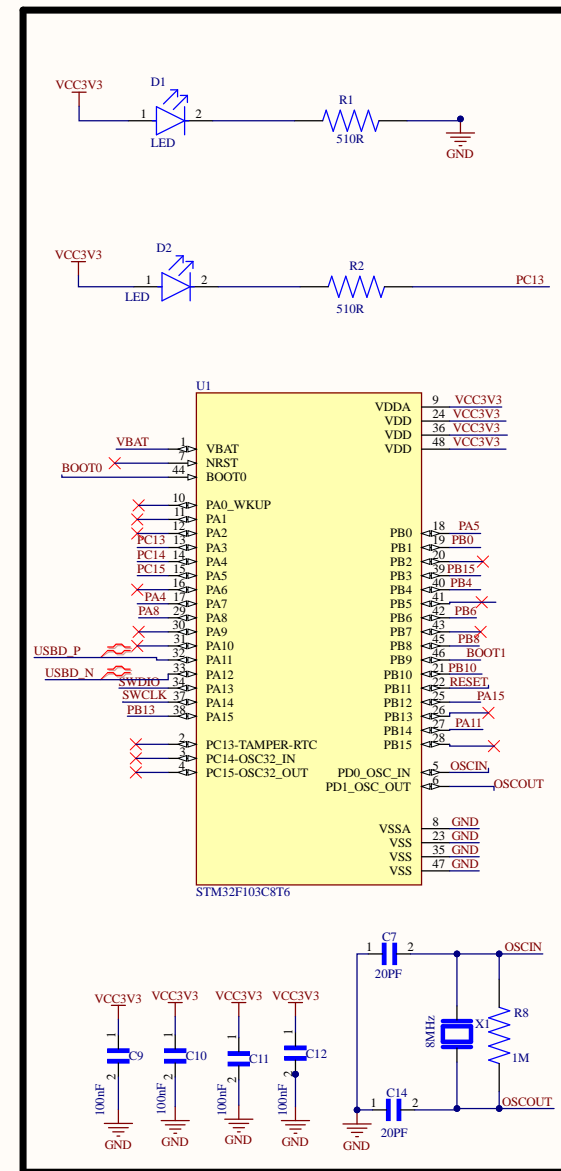 VCC3V3
D1
1
2
LED
R1
510R
GND
VCC3V3
D2
1
2
LED
R2
510R
PC13
U1
VBAT 1 VBAT
7 NRST
BOOT0 44 BOOT0
10 PA0_WKUP
11 PA1
12 PA2
PC13 13 PA3
PC14 14 PA4
PC15 15 PA5
16 PA6
PA4 17 PA7
PA8 29 PA8
30 PA9
31 PA10
USBD_P 32 PA11
USBD_N 33 PA12
SWDIO 34 PA13
SWCLK 37 PA14
PB13 38 PA15
2 PC13-TAMPER-RTC
3 PC14-OSC32_IN
4 PC15-OSC32_OUT
VDDA 9 VCC3V3
VDD 24 VCC3V3
VDD 36 VCC3V3
VDD 48 VCC3V3
PB0 18 PA5
PB1 19 PB0
PB2 20
PB3 39 PB15
PB4 40 PB4
PB5 41
PB6 42 PB6
PB7 43
PB8 45 PB8
PB9 46 BOOT1
PB10 21 PB10
PB11 22 RESET
PB12 25 PA15
PB13 26
PB14 27 PA11
PB15 28
PD0_OSC_IN 5 OSCIN
PD1_OSC_OUT 6 OSCOUT
VSSA 8 GND
VSS 23 GND
VSS 35 GND
VSS 47 GND
STM32F103C8T6
VCC3V3
1
C9
2
100nF
GND
VCC3V3
1
C10
2
100nF
GND
VCC3V3
1
C11
2
100nF
GND
VCC3V3
1
C12
2
100nF
GND
C7
1
2
20PF
OSCIN
8MHz
X1
R8
1M
C14
1
2
20PF
OSCOUT
GND